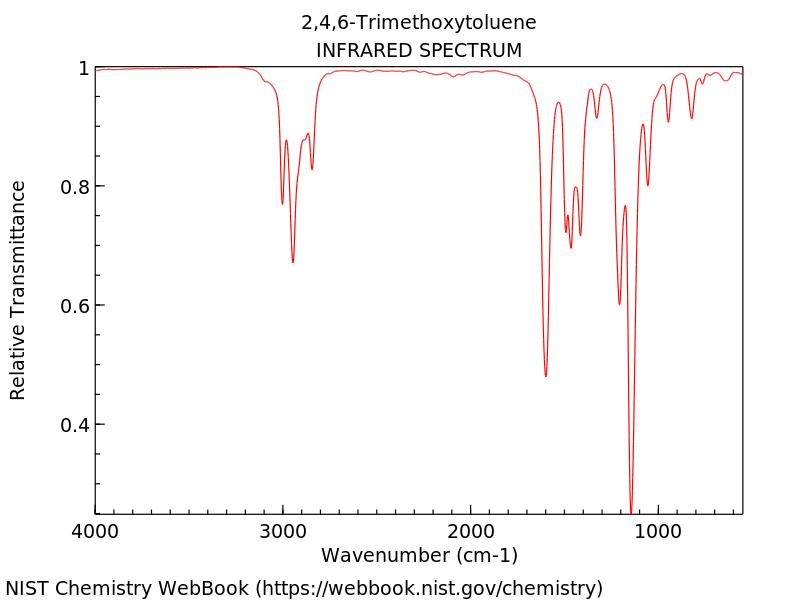 2,4,6-Trimethoxytoluene
INFRARED SPECTRUM
1
0.8
0.6
0.4
Relative Transmittance
4000 3000 2000 1000
Wavenumber (cm-1)
NIST Chemistry WebBook (https://webbook.nist.gov/chemistry)